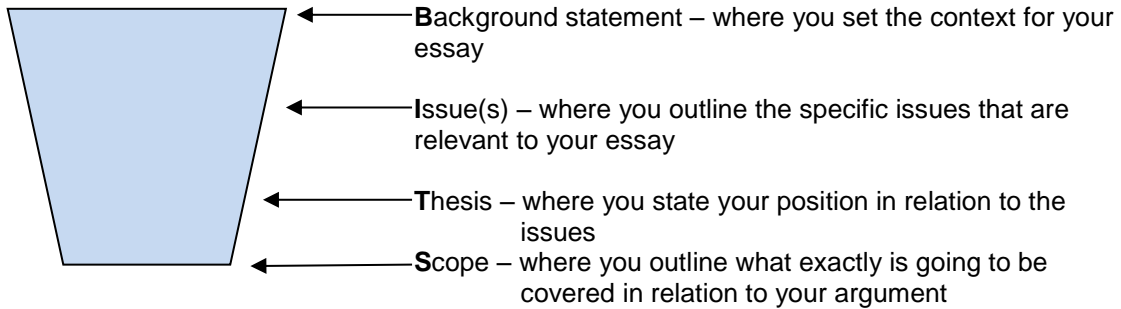 Background statement – where you set the context for your
essay
Issue(s) – where you outline the specific issues that are
relevant to your essay
Thesis – where you state your position in relation to the
issues
Scope – where you outline what exactly is going to be
covered in relation to your argument